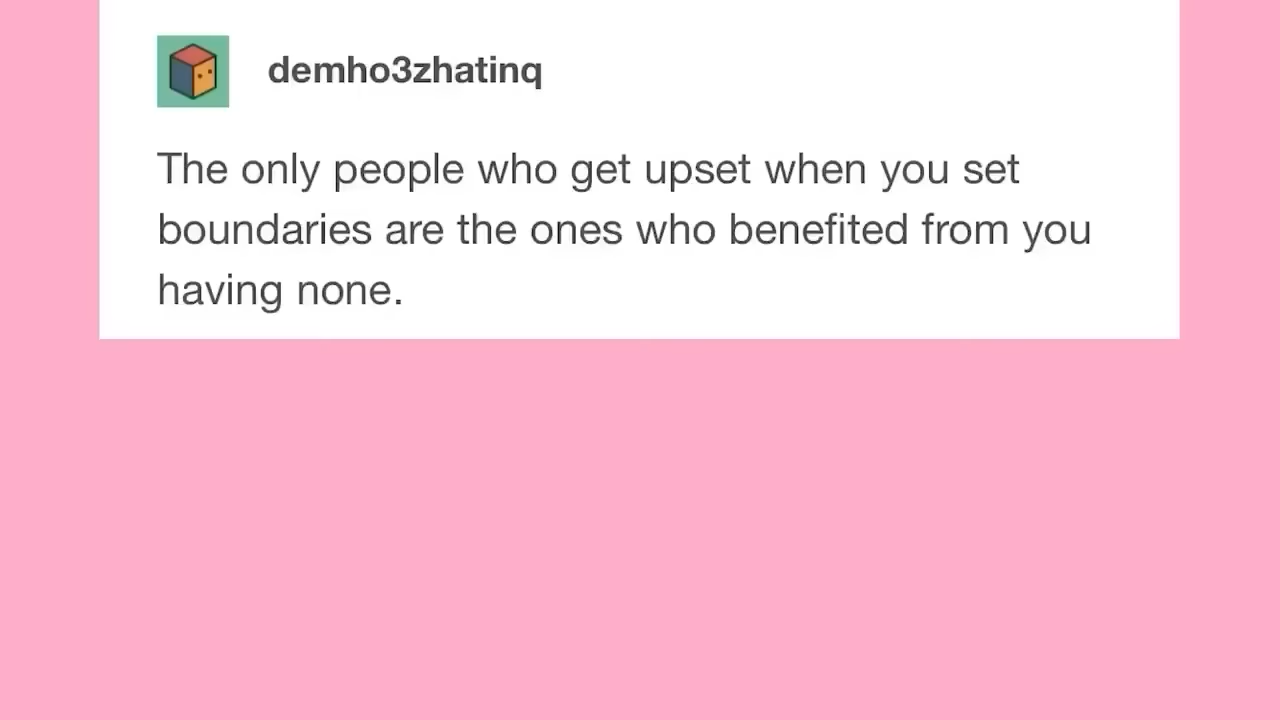 demho3zhatinq
The only people who get upset when you set
boundaries are the ones who benefited from you
having none.